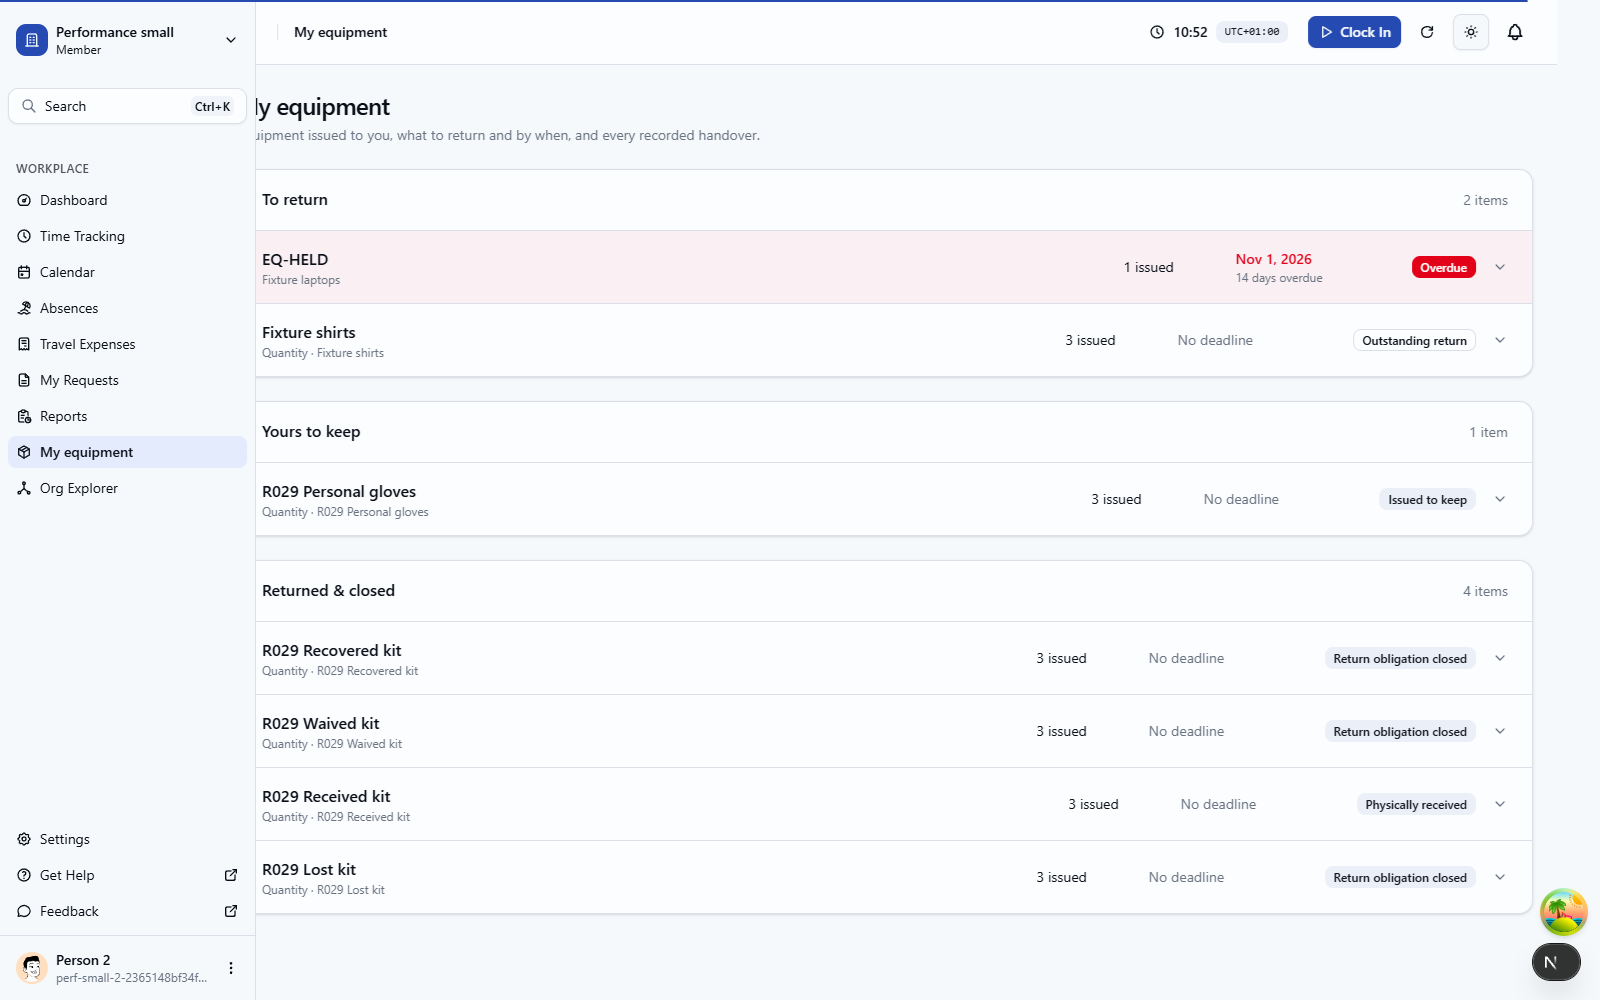 Performance small
Member
Search
Ctrl+K
WORKPLACE
Dashboard
Time Tracking
Calendar
Absences
Travel Expenses
My Requests
Reports
My equipment
Org Explorer
Settings
Get Help
Feedback
Person 2
perf-small-2-2365148bf34f...
My equipment
10:52
UTC+01:00
Clock In
y equipment
uipment issued to you, what to return and by when, and every recorded handover.
To return
2 items
EQ-HELD
Fixture laptops
1 issued
Nov 1, 2026
14 days overdue
Overdue
Fixture shirts
Quantity · Fixture shirts
3 issued
No deadline
Outstanding return
Yours to keep
1 item
R029 Personal gloves
Quantity · R029 Personal gloves
3 issued
No deadline
Issued to keep
Returned & closed
4 items
R029 Recovered kit
Quantity · R029 Recovered kit
3 issued
No deadline
Return obligation closed
R029 Waived kit
Quantity · R029 Waived kit
3 issued
No deadline
Return obligation closed
R029 Received kit
Quantity · R029 Received kit
3 issued
No deadline
Physically received
R029 Lost kit
Quantity · R029 Lost kit
3 issued
No deadline
Return obligation closed
N